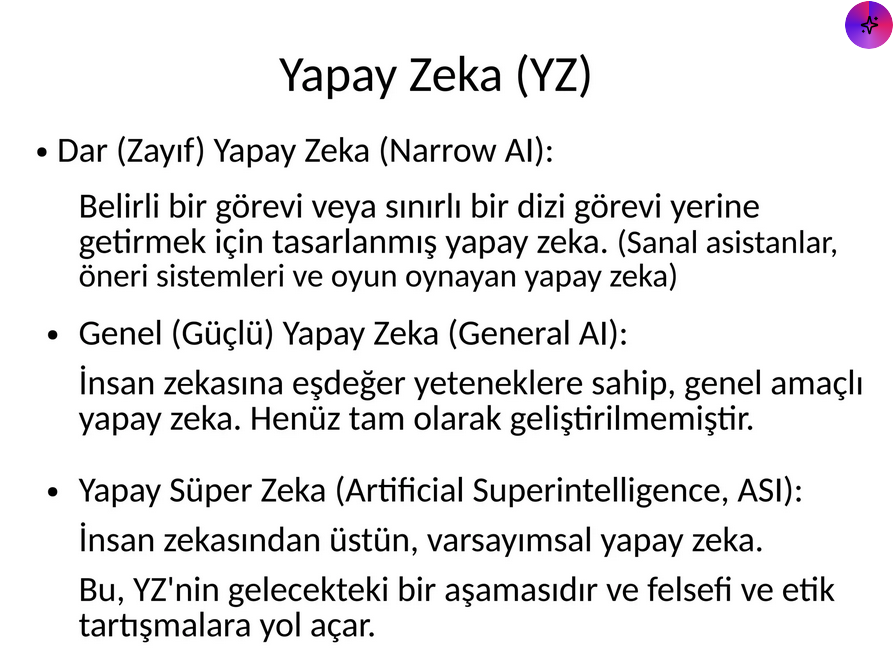 Yapay Zeka (YZ)
• Dar (Zayıf) Yapay Zeka (Narrow AI):
Belirli bir görevi veya sınırlı bir dizi görevi yerine
getirmek için tasarlanmış yapay zeka. (Sanal asistanlar,
öneri sistemleri ve oyun oynayan yapay zeka)
• Genel (Güçlü) Yapay Zeka (General AI):
İnsan zekasına eşdeğer yeteneklere sahip, genel amaçlı
yapay zeka. Henüz tam olarak geliştirilmemiştir.
• Yapay Süper Zeka (Artificial Superintelligence, ASI):
İnsan zekasından üstün, varsayımsal yapay zeka.
Bu, YZ'nin gelecekteki bir aşamasıdır ve felsefi ve etik
tartışmalara yol açar.